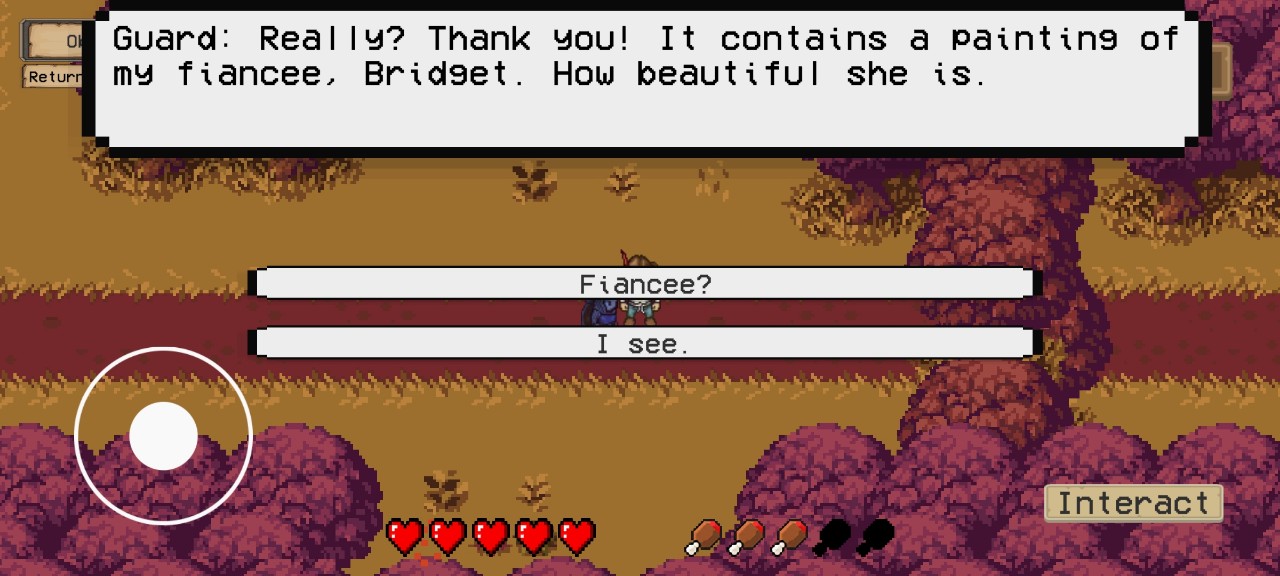 Guard: Really? Thank you! It contains a painting of
my fiancee, Bridget. How beautiful she is.
Return
Fiancee?
I see.
Interact